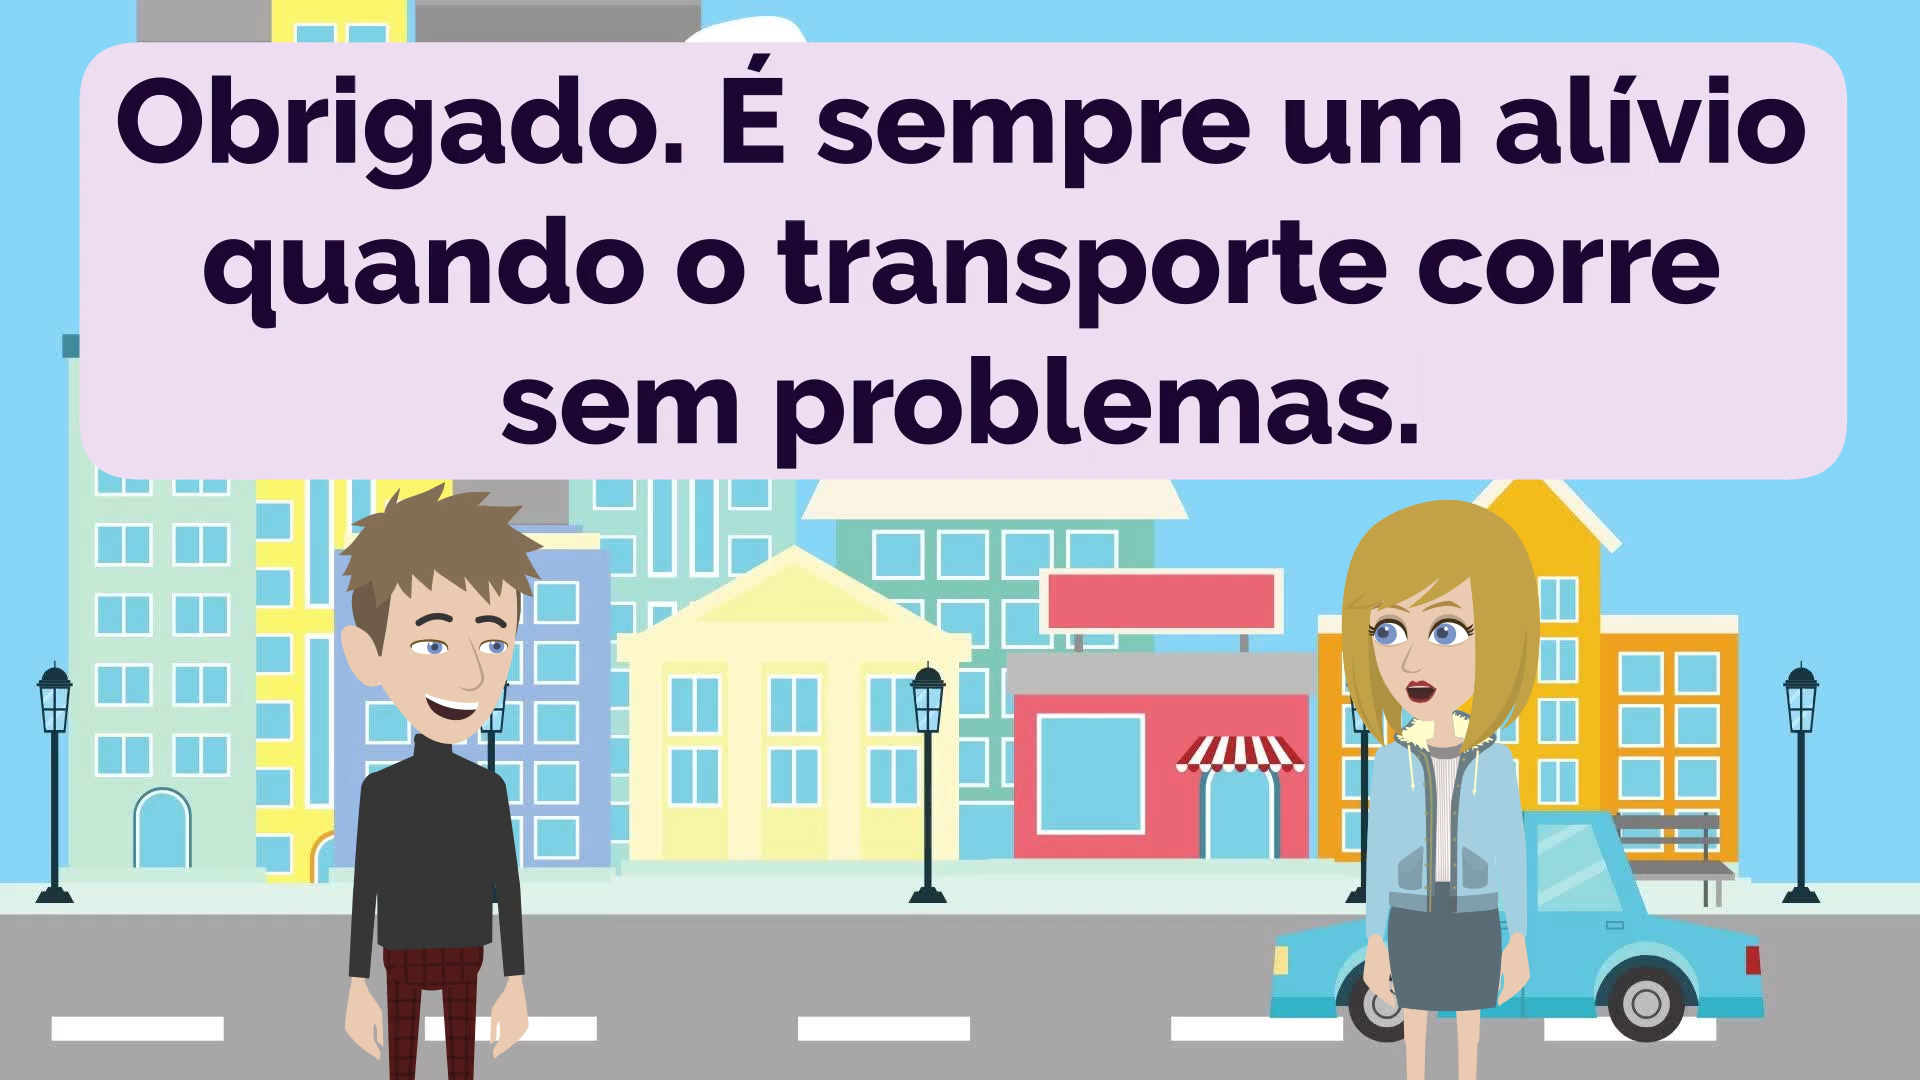 Obrigado. É sempre um alívio
quando o transporte corre
sem problemas.